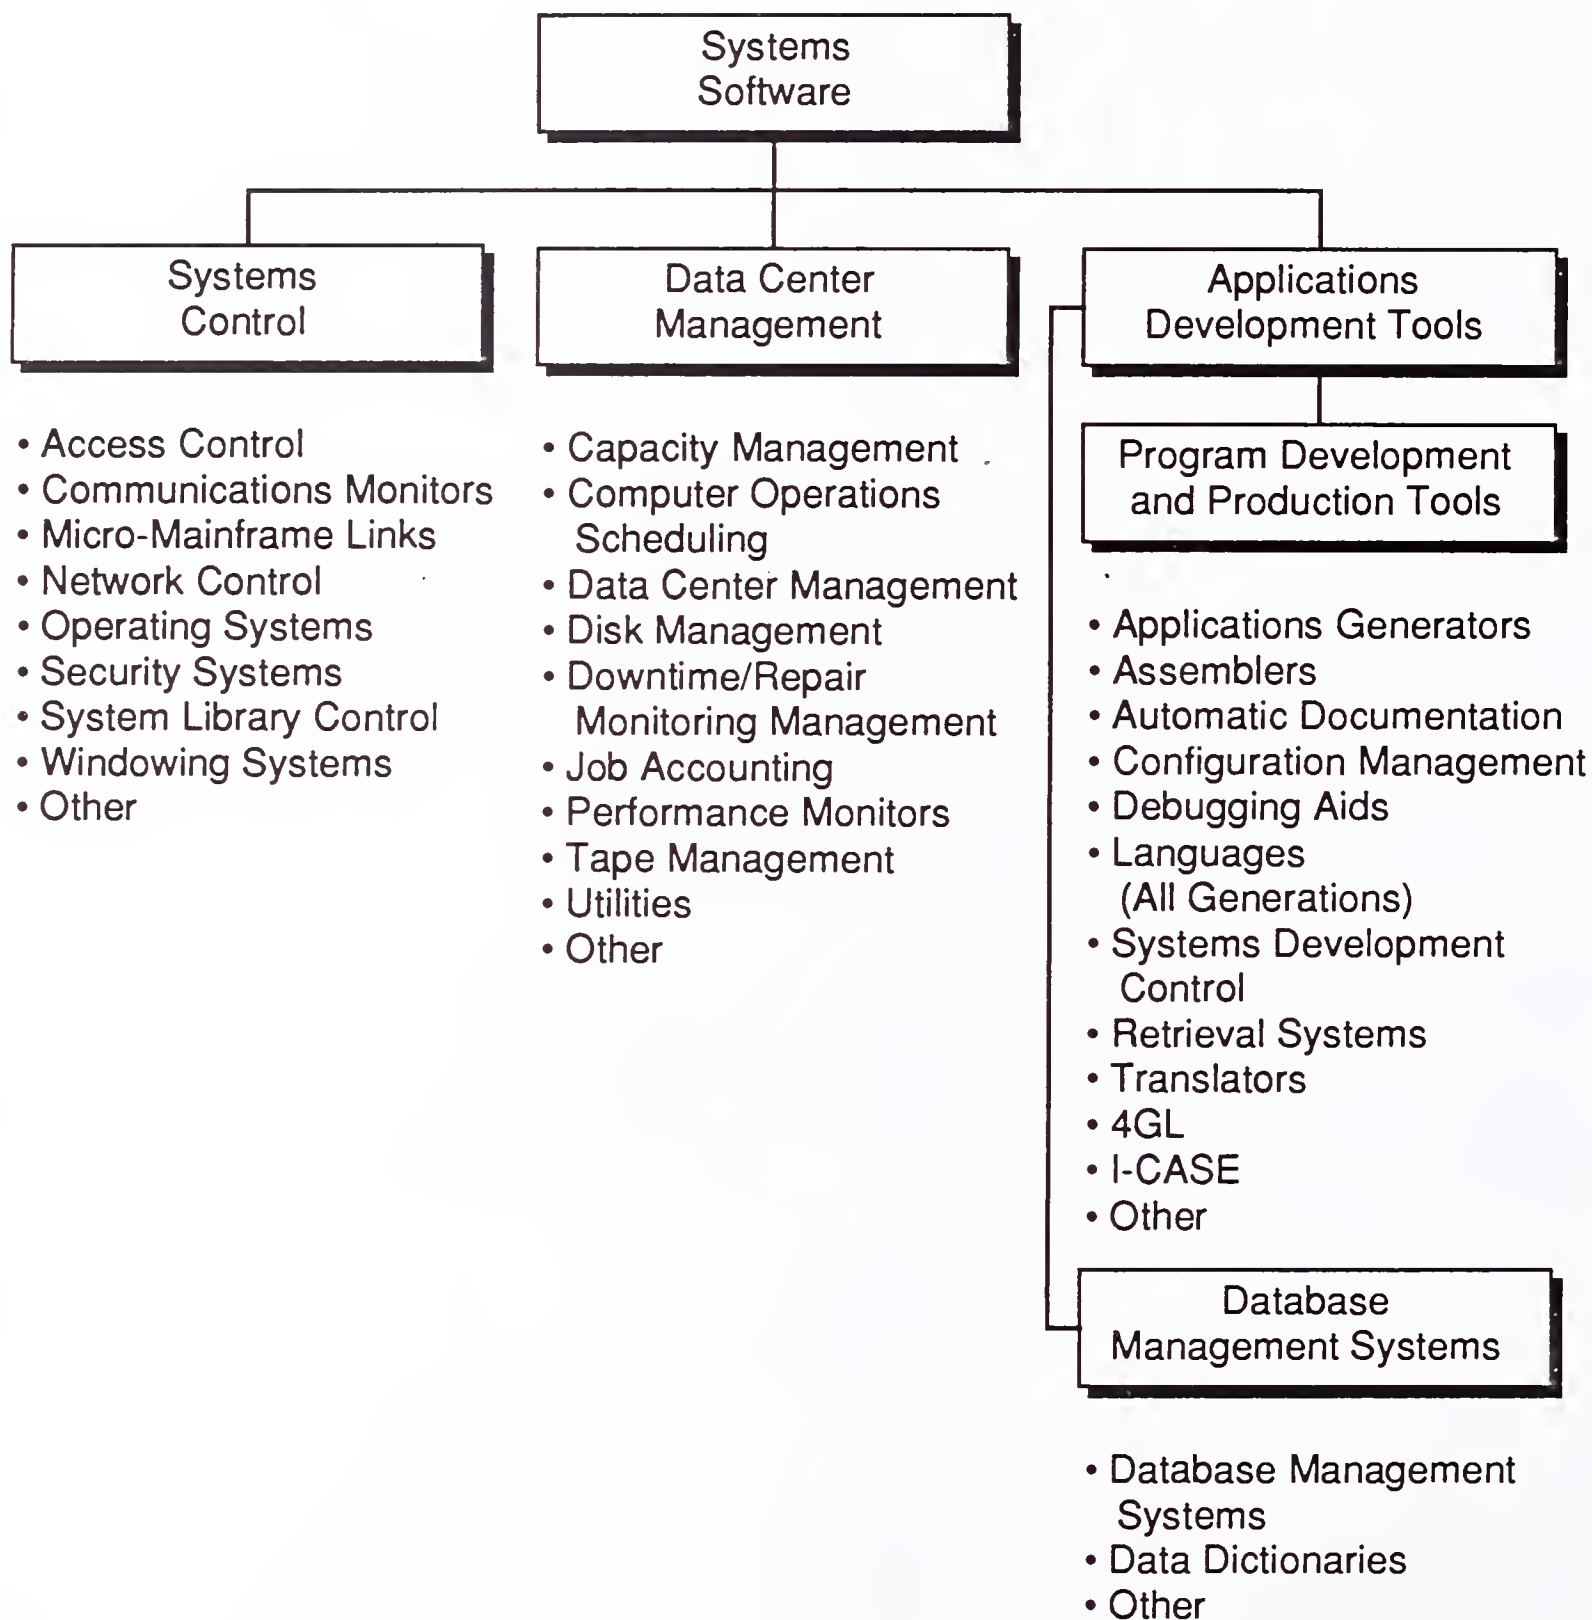 Systems
Software
Systems
Control
• Access Control
• Communications Monitors
• Micro-Mainframe Links
• Network Control
• Operating Systems
• Security Systems
• System Library Control
• Windowing Systems
• Other
Data Center
Management
• Capacity Management
• Computer Operations
Scheduling
• Data Center Management
• Disk Management
• Downtime/Repair
Monitoring Management
• Job Accounting
• Performance Monitors
• Tape Management
• Utilities
• Other
Applications
Development Tools
Program Development
and Production Tools
• Applications Generators
• Assemblers
• Automatic Documentation
• Configuration Management
• Debugging Aids
• Languages
(All Generations)
• Systems Development
Control
• Retrieval Systems
• Translators
• 4GL
• I-CASE
• Other
Database
Management Systems
• Database Management
Systems
• Data Dictionaries
• Other